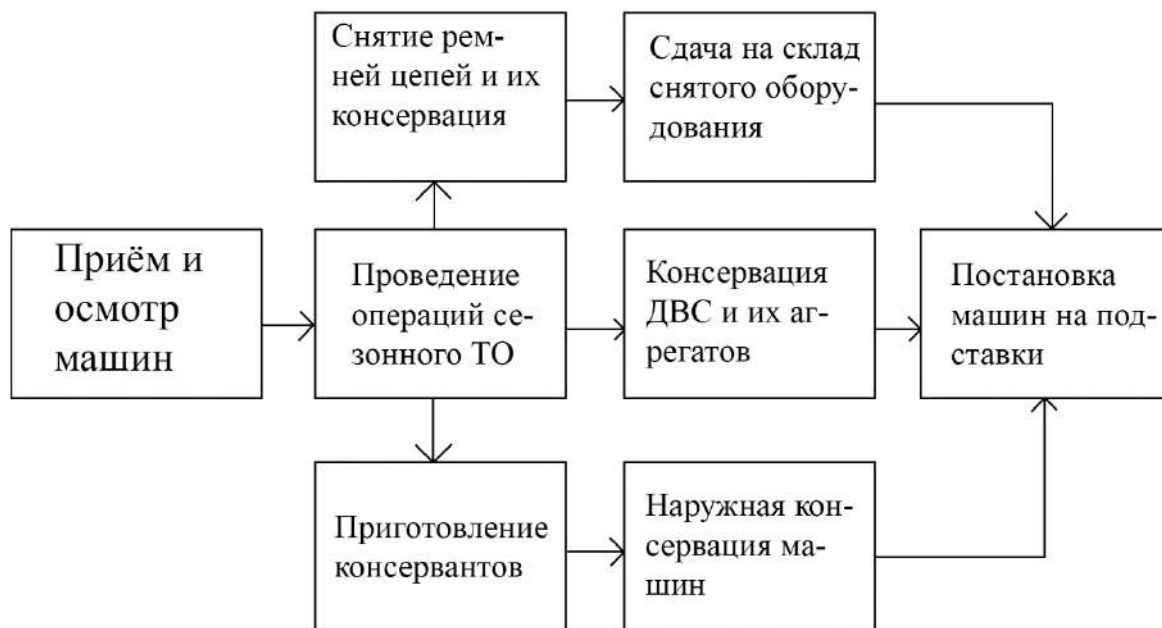 Снятие рем-
ней цепей и их
консервация
Сдача на склад
снятого обору-
дования
Приём и
осмотр
машин
Проведение
операций се-
зонного ТО
Консервация
ДВС и их аг-
регатов
Постановка
машин на под-
ставки
Приготовление
консервантов
Наружная кон-
сервация ма-
шин